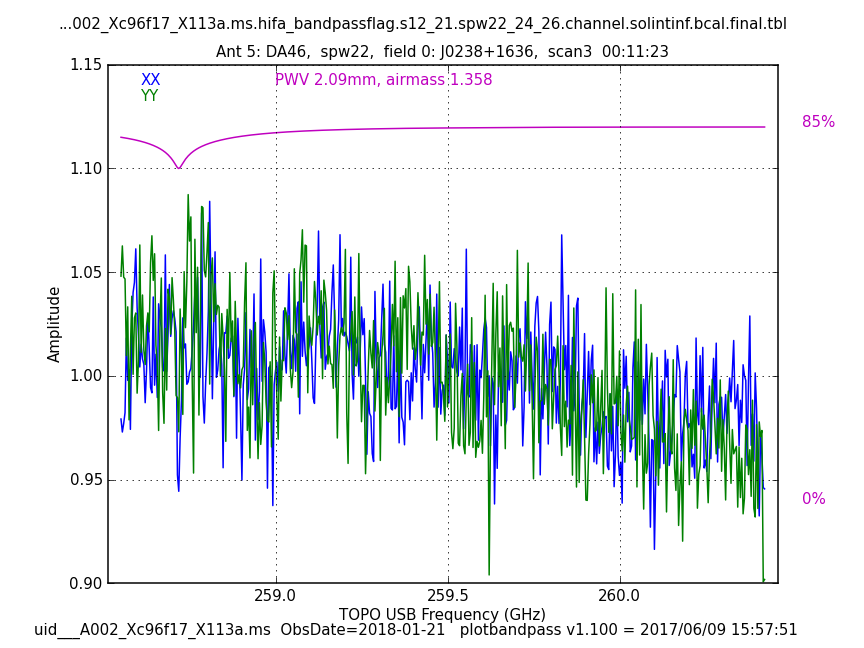 ...002_Xc96f17_X113a.ms.hifa_bandpassflag.s12_21.spw22_24_26.channel.solintinf.bcal.final.tbl
Ant 5: DA46,  spw22,  field 0: J0238+1636,  scan3  00:11:23
1.15
XX
PWV 2.09mm, airmass 1.358
YY
85%
1.10
1.05
Amplitude
1.00
0.95
0%
0.90
259.0
259.5
260.0
TOPO USB Frequency (GHz)
uid___A002_Xc96f17_X113a.ms  ObsDate=2018-01-21   plotbandpass v1.100 = 2017/06/09 15:57:51